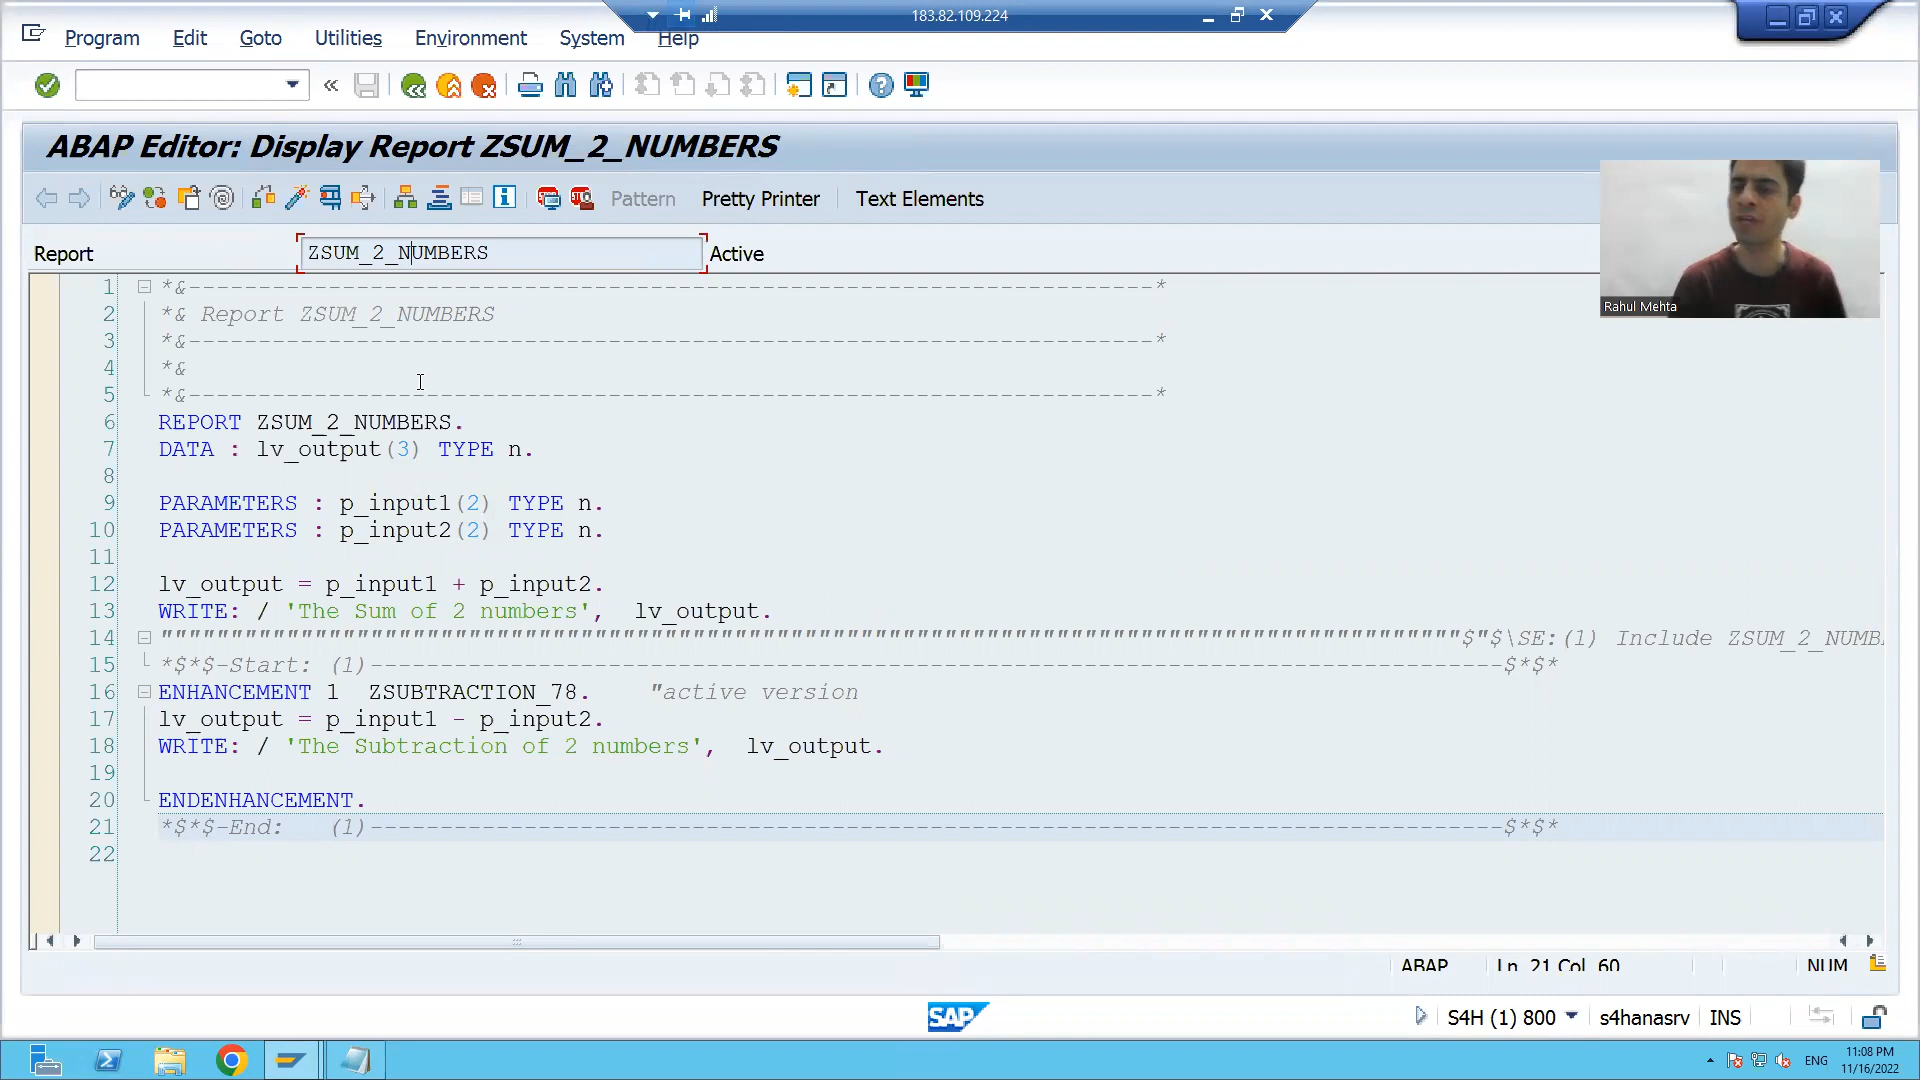 183.82.109.224
Program Edit Goto Utilities Environment System Help
ABAP Editor: Display Report ZSUM_2_NUMBERS
Pattern Pretty Printer Text Elements
Report ZSUM_2_NUMBERS Active
Rahul Mehta
1 *&---------------------------------------------------------------------*
2 *& Report ZSUM_2_NUMBERS
3 *&---------------------------------------------------------------------*
4 *&
5 *&---------------------------------------------------------------------*
6 REPORT ZSUM_2_NUMBERS.
7 DATA : lv_output(3) TYPE n.
8
9 PARAMETERS : p_input1(2) TYPE n.
10 PARAMETERS : p_input2(2) TYPE n.
11
12 lv_output = p_input1 + p_input2.
13 WRITE: / 'The Sum of 2 numbers', lv_output.
14 """"""""""""""""""""""""""""""""""""""""""""""""""""""""""""""""""""""""""""""""""""""""""""""$"$\SE:(1) Include ZSUM_2_NUMB
15 *$*$-Start: (1)---------------------------------------------------------------------------------$*$*
16 ENHANCEMENT 1 ZSUBTRACTION_78. "active version
17 lv_output = p_input1 - p_input2.
18 WRITE: / 'The Subtraction of 2 numbers', lv_output.
19
20 ENDENHANCEMENT.
21 *$*$-End: (1)---------------------------------------------------------------------------------$*$*
22
ABAP Ln 21 Col 60 NUM
SAP S4H (1) 800 s4hanasrv INS
ENG
11:08 PM
11/16/2022